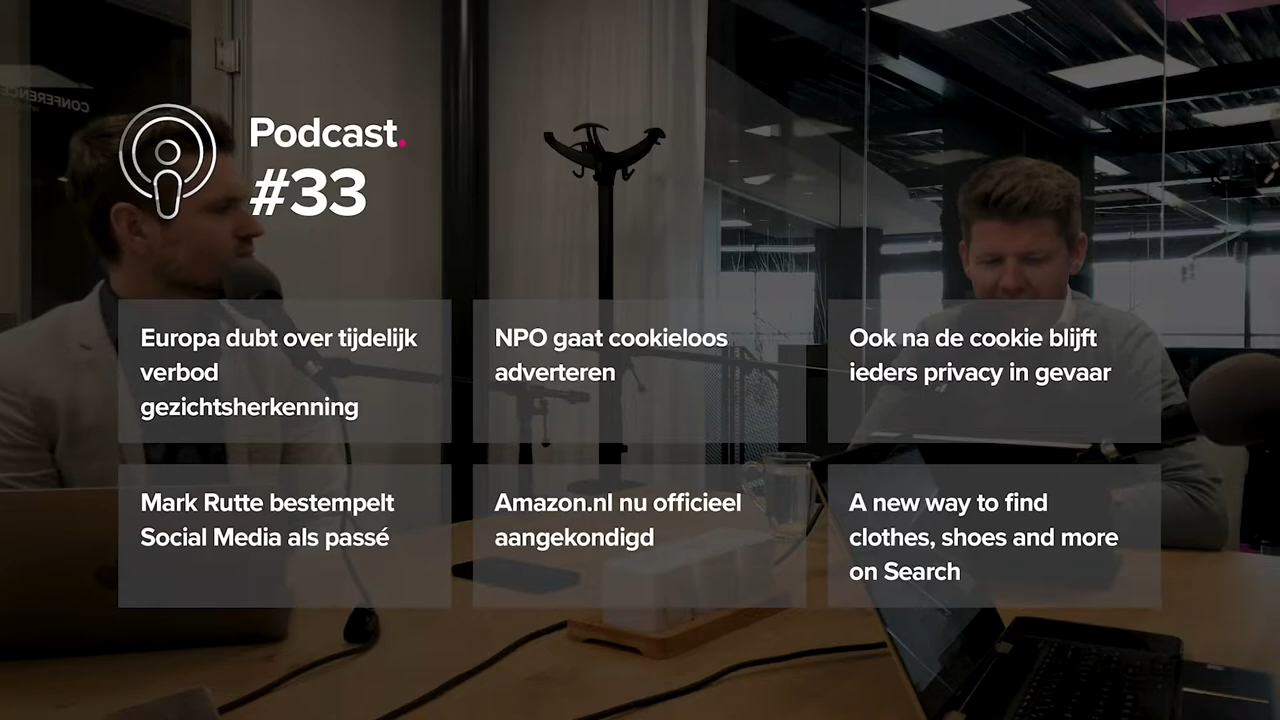 Podcast.
#33
Europa dubt over tijdelijk
verbod
gezichtsherkenning
NPO gaat cookieloos
adverteren
Ook na de cookie blijft
ieders privacy in gevaar
Mark Rutte bestempelt
Social Media als passé
Amazon.nl nu officieel
aangekondigd
A new way to find
clothes, shoes and more
on Search
CONFERENCE